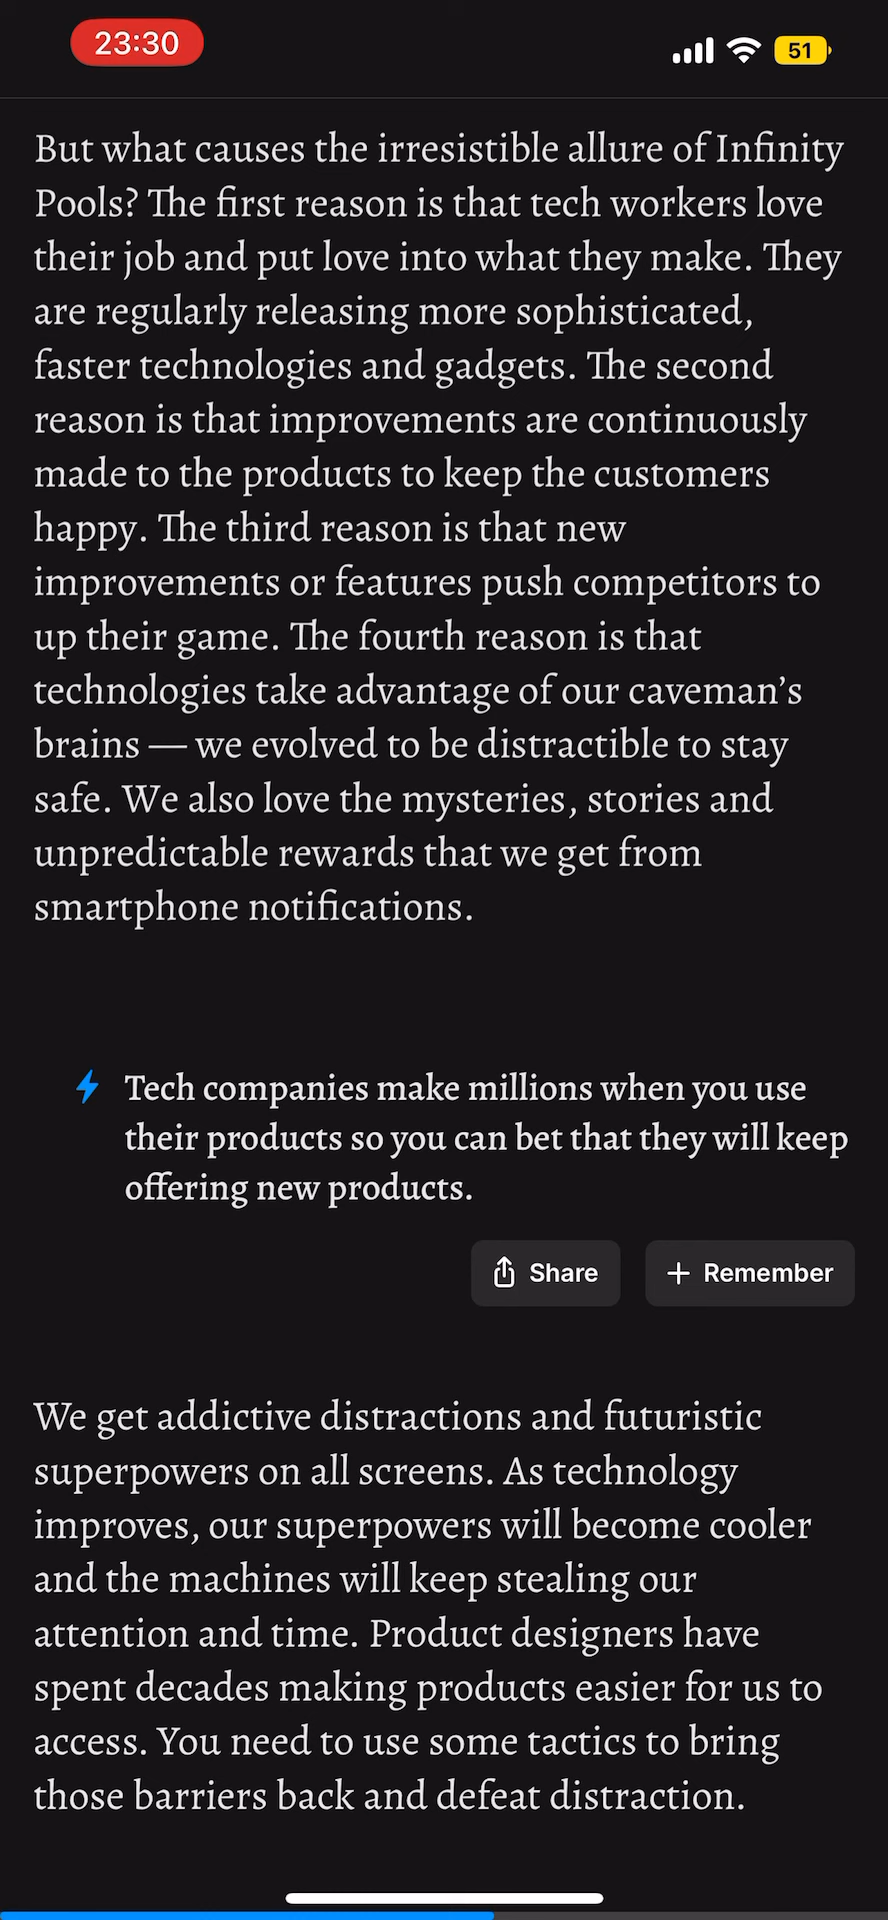 23:30
51
But what causes the irresistible allure of Infinity
Pools? The first reason is that tech workers love
their job and put love into what they make. They
are regularly releasing more sophisticated,
faster technologies and gadgets. The second
reason is that improvements are continuously
made to the products to keep the customers
happy. The third reason is that new
improvements or features push competitors to
up their game. The fourth reason is that
technologies take advantage of our caveman’s
brains — we evolved to be distractible to stay
safe. We also love the mysteries, stories and
unpredictable rewards that we get from
smartphone notifications.
Tech companies make millions when you use
their products so you can bet that they will keep
offering new products.
Share
Remember
We get addictive distractions and futuristic
superpowers on all screens. As technology
improves, our superpowers will become cooler
and the machines will keep stealing our
attention and time. Product designers have
spent decades making products easier for us to
access. You need to use some tactics to bring
those barriers back and defeat distraction.